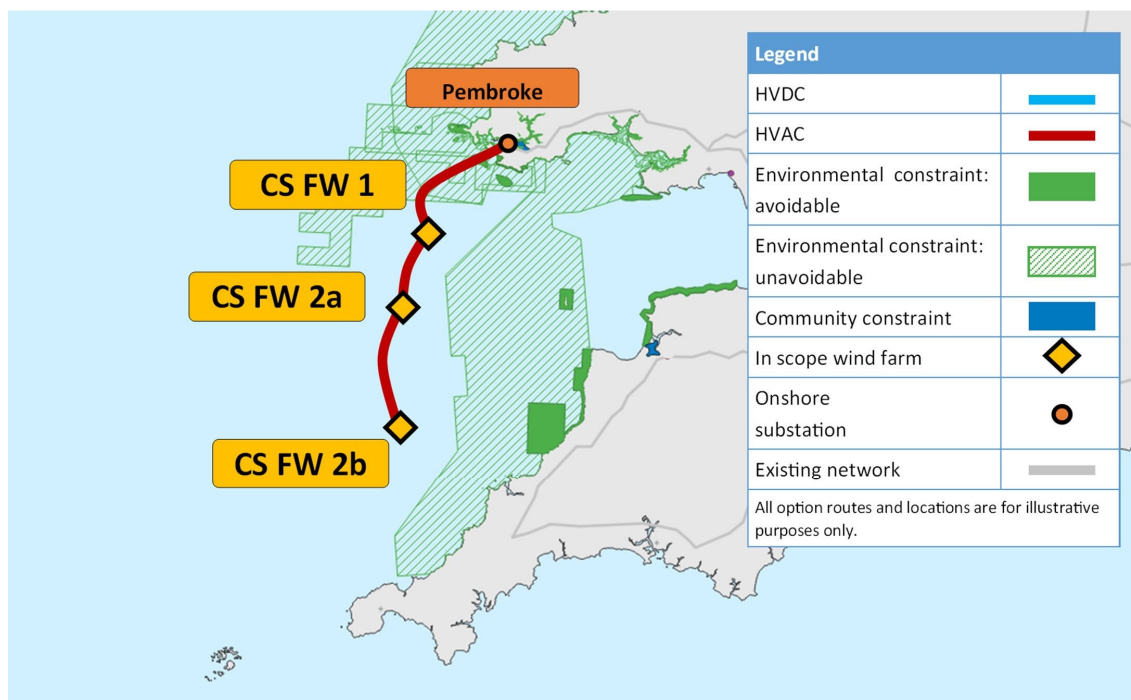 Pembroke
CS FW 1
CS FW 2a
CS FW 2b
Legend
HVDC
HVAC
Environmental constraint:
avoidable
Environmental constraint:
unavoidable
Community constraint
In scope wind farm
Onshore
substation
Existing network
All option routes and locations are for illustrative
purposes only.